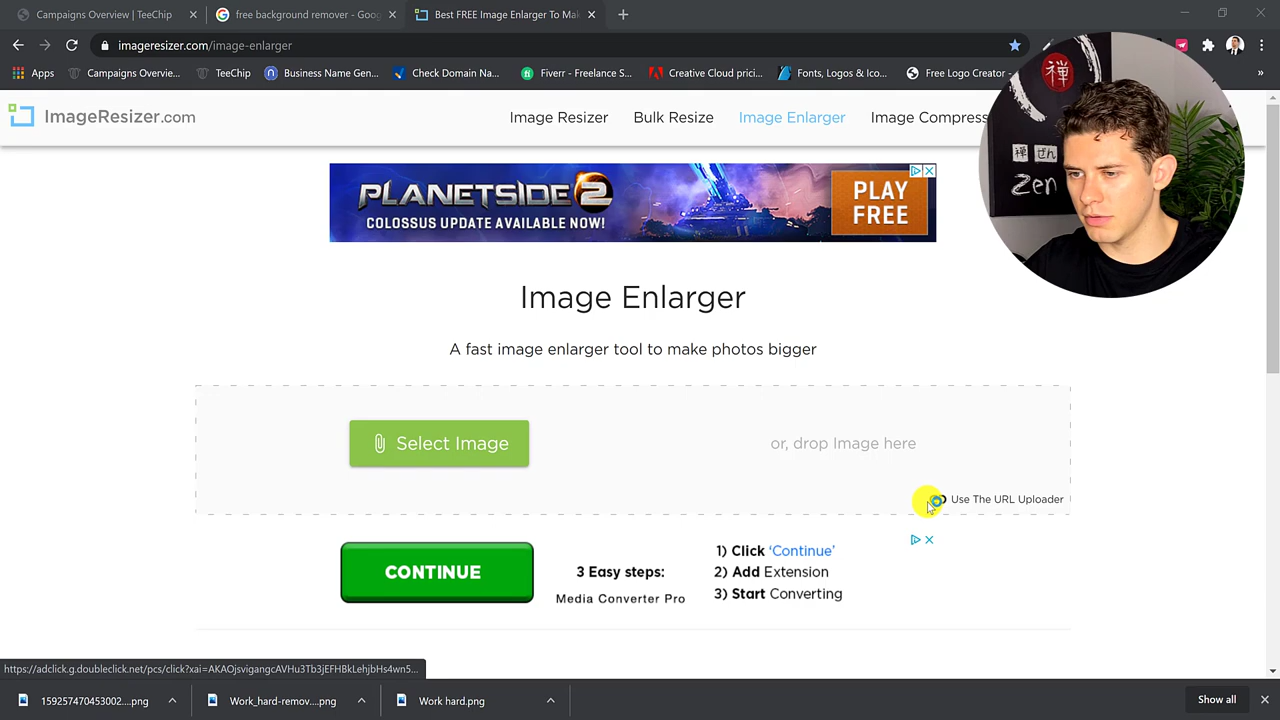 Campaigns Overview | TeeChip
free background remover - Goog
Best FREE Image Enlarger To Mak
imageresizer.com/image-enlarger
Apps
Campaigns Overvie...
TeeChip
Business Name Gen...
Check Domain Na...
Fiverr - Freelance S...
Creative Cloud prici...
Fonts, Logos & Ico...
Free Logo Creator -
ImageResizer.com
Image Resizer
Bulk Resize
Image Enlarger
Image Compress
PLANETSIDE 2
COLOSSUS UPDATE AVAILABLE NOW!
PLAY
FREE
禅
禅 ぜん
Zen
Image Enlarger
A fast image enlarger tool to make photos bigger
Select Image
or, drop Image here
Use The URL Uploader
CONTINUE
3 Easy steps:
Media Converter Pro
1) Click 'Continue'
2) Add Extension
3) Start Converting
https://adclick.g.doubleclick.net/pcs/click?xai=AKAOjsvigangcAVHu3Tb3jEFHBkLehjbHs4wn5...
159257470453002...png
Work_hard-remov...png
Work hard.png
Show all